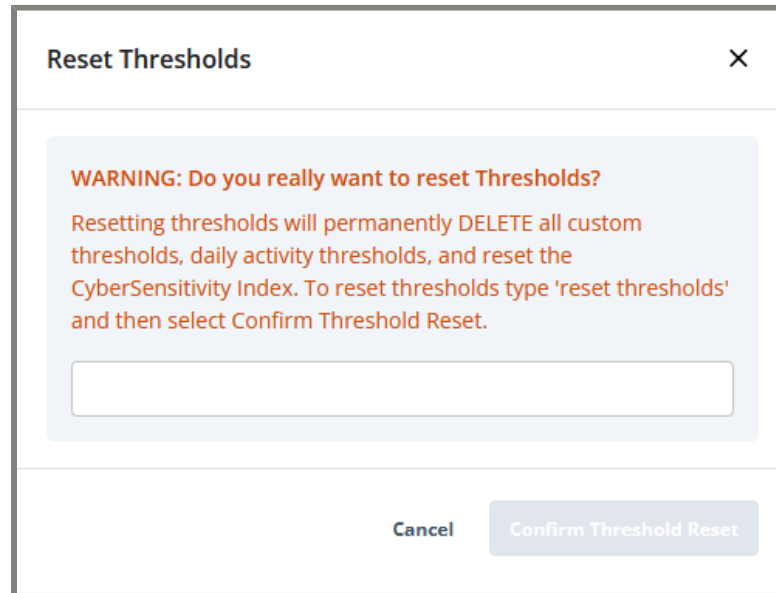 Reset Thresholds
WARNING: Do you really want to reset Thresholds?
Resetting thresholds will permanently DELETE all custom
thresholds, daily activity thresholds, and reset the
CyberSensitivity Index. To reset thresholds type 'reset thresholds'
and then select Confirm Threshold Reset.
Cancel
Confirm Threshold Reset